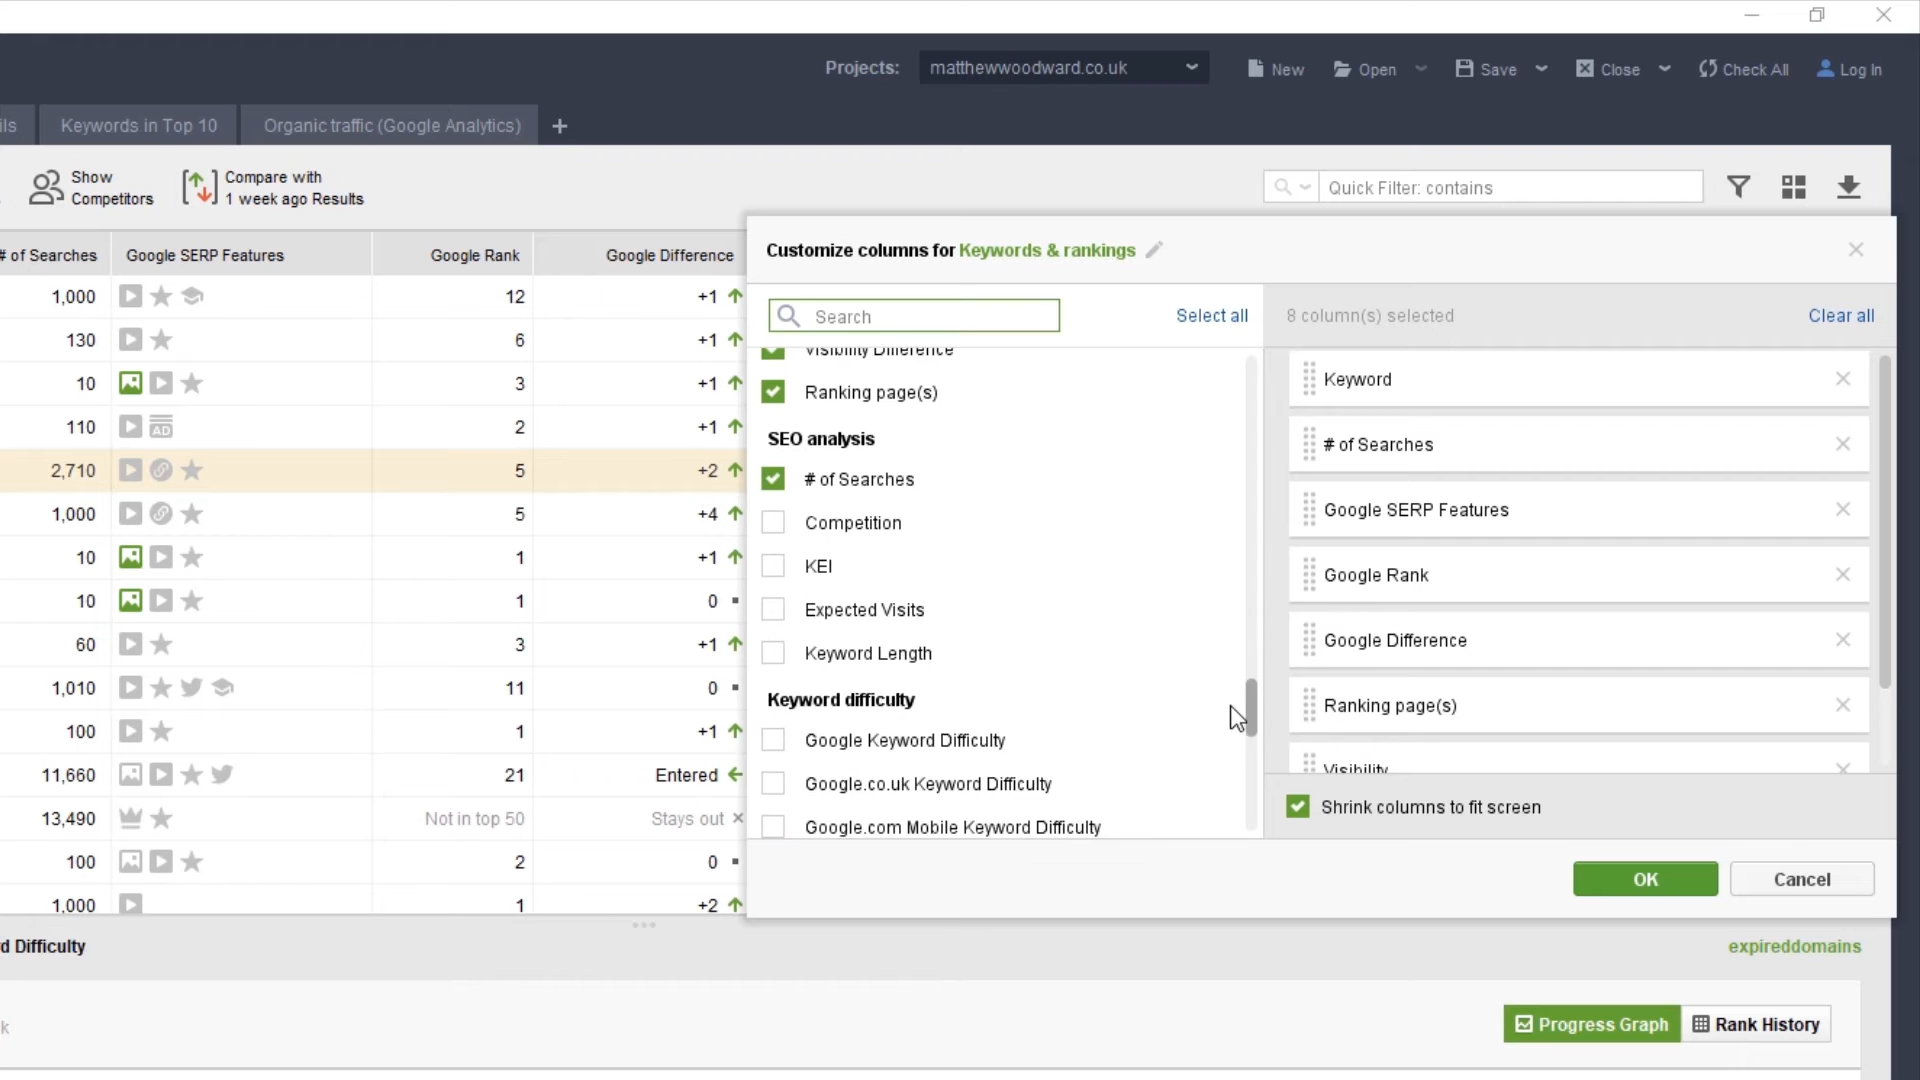 Projects: matthewwoodward.co.uk New Open Save Close Check All Log In
ils Keywords in Top 10 Organic traffic (Google Analytics) +
Show Competitors
Compare with
1 week ago Results
Quick Filter: contains
# of Searches Google SERP Features Google Rank Google Difference
1,000 12 +1
130 6 +1
10 3 +1
110 AD 2 +1
2,710 5 +2
1,000 5 +4
10 1 +1
10 1 0
60 3 +1
1,010 11 0
100 1 +1
11,660 21 Entered
13,490 Not in top 50 Stays out
100 2 0
1,000 1 +2
Customize columns for Keywords & rankings
Search Select all
Visibility Difference
Ranking page(s)
SEO analysis
# of Searches
Competition
KEI
Expected Visits
Keyword Length
Keyword difficulty
Google Keyword Difficulty
Google.co.uk Keyword Difficulty
Google.com Mobile Keyword Difficulty
8 column(s) selected Clear all
Keyword
# of Searches
Google SERP Features
Google Rank
Google Difference
Ranking page(s)
Visibility
Shrink columns to fit screen
OK Cancel
d Difficulty expireddomains
k
Progress Graph Rank History